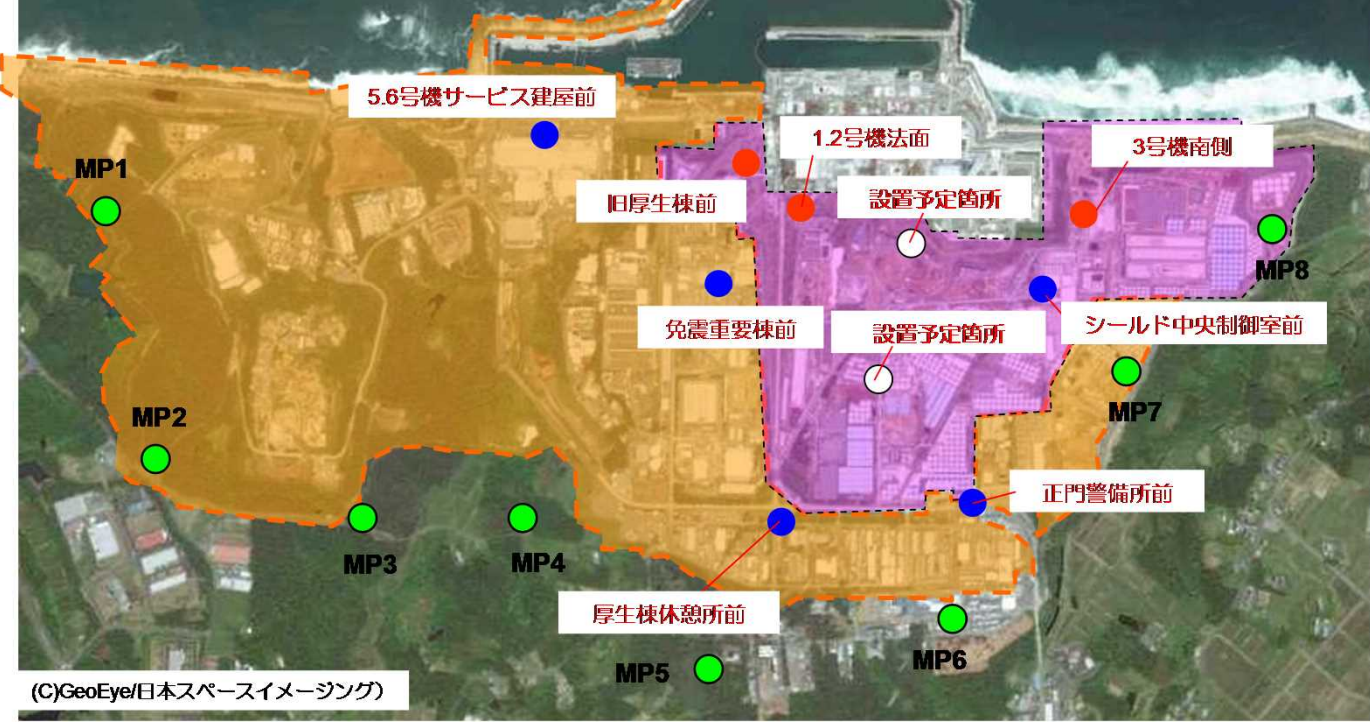 5.6号機サービス建屋前
1.2号機法面
3号機南側
MP1
旧厚生棟前
設置予定箇所
MP8
免震重要棟前
設置予定箇所
シールド中央制御室前
MP2
MP7
正門警備所前
MP3
MP4
厚生棟休憩所前
MP5
MP6
(C)GeoEye/日本スペースイメージング）